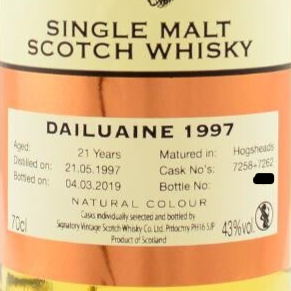 SINGLE MALT
SCOTCH WHISKY
DAILUAINE 1997
Aged: 21 Years Matured in: Hogsheads
Distilled on: 21.05.1997 Cask No's: 7258+7262
Bottled on: 04.03.2019 Bottle No:
NATURAL COLOUR
70cl Casks individually selected and bottled by 43%vol
Signatory Vintage Scotch Whisky Co. Ltd. Pitlochry PH16 5JP
Product of Scotland